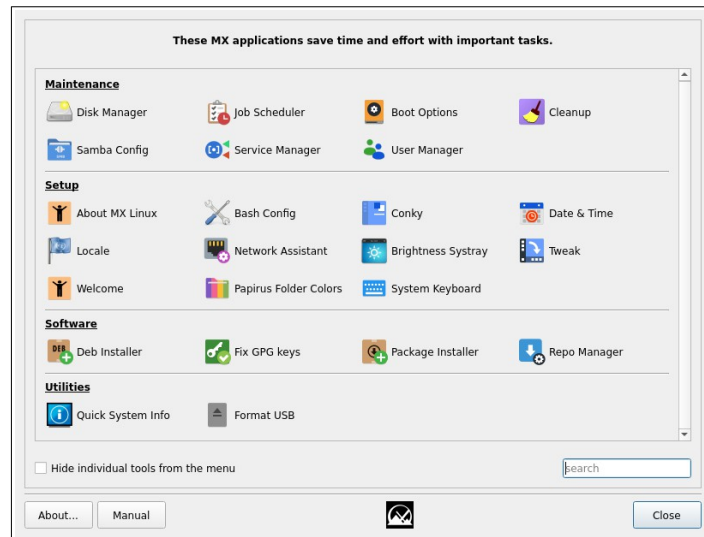 These MX applications save time and effort with important tasks.
Maintenance
Disk Manager Job Scheduler Boot Options Cleanup
Samba Config Service Manager User Manager
Setup
About MX Linux Bash Config Conky Date & Time
Locale Network Assistant Brightness Systray Tweak
Welcome Papirus Folder Colors System Keyboard
Software
DEB Deb Installer Fix GPG keys Package Installer Repo Manager
Utilities
Quick System Info Format USB
Hide individual tools from the menu search
About... Manual Close